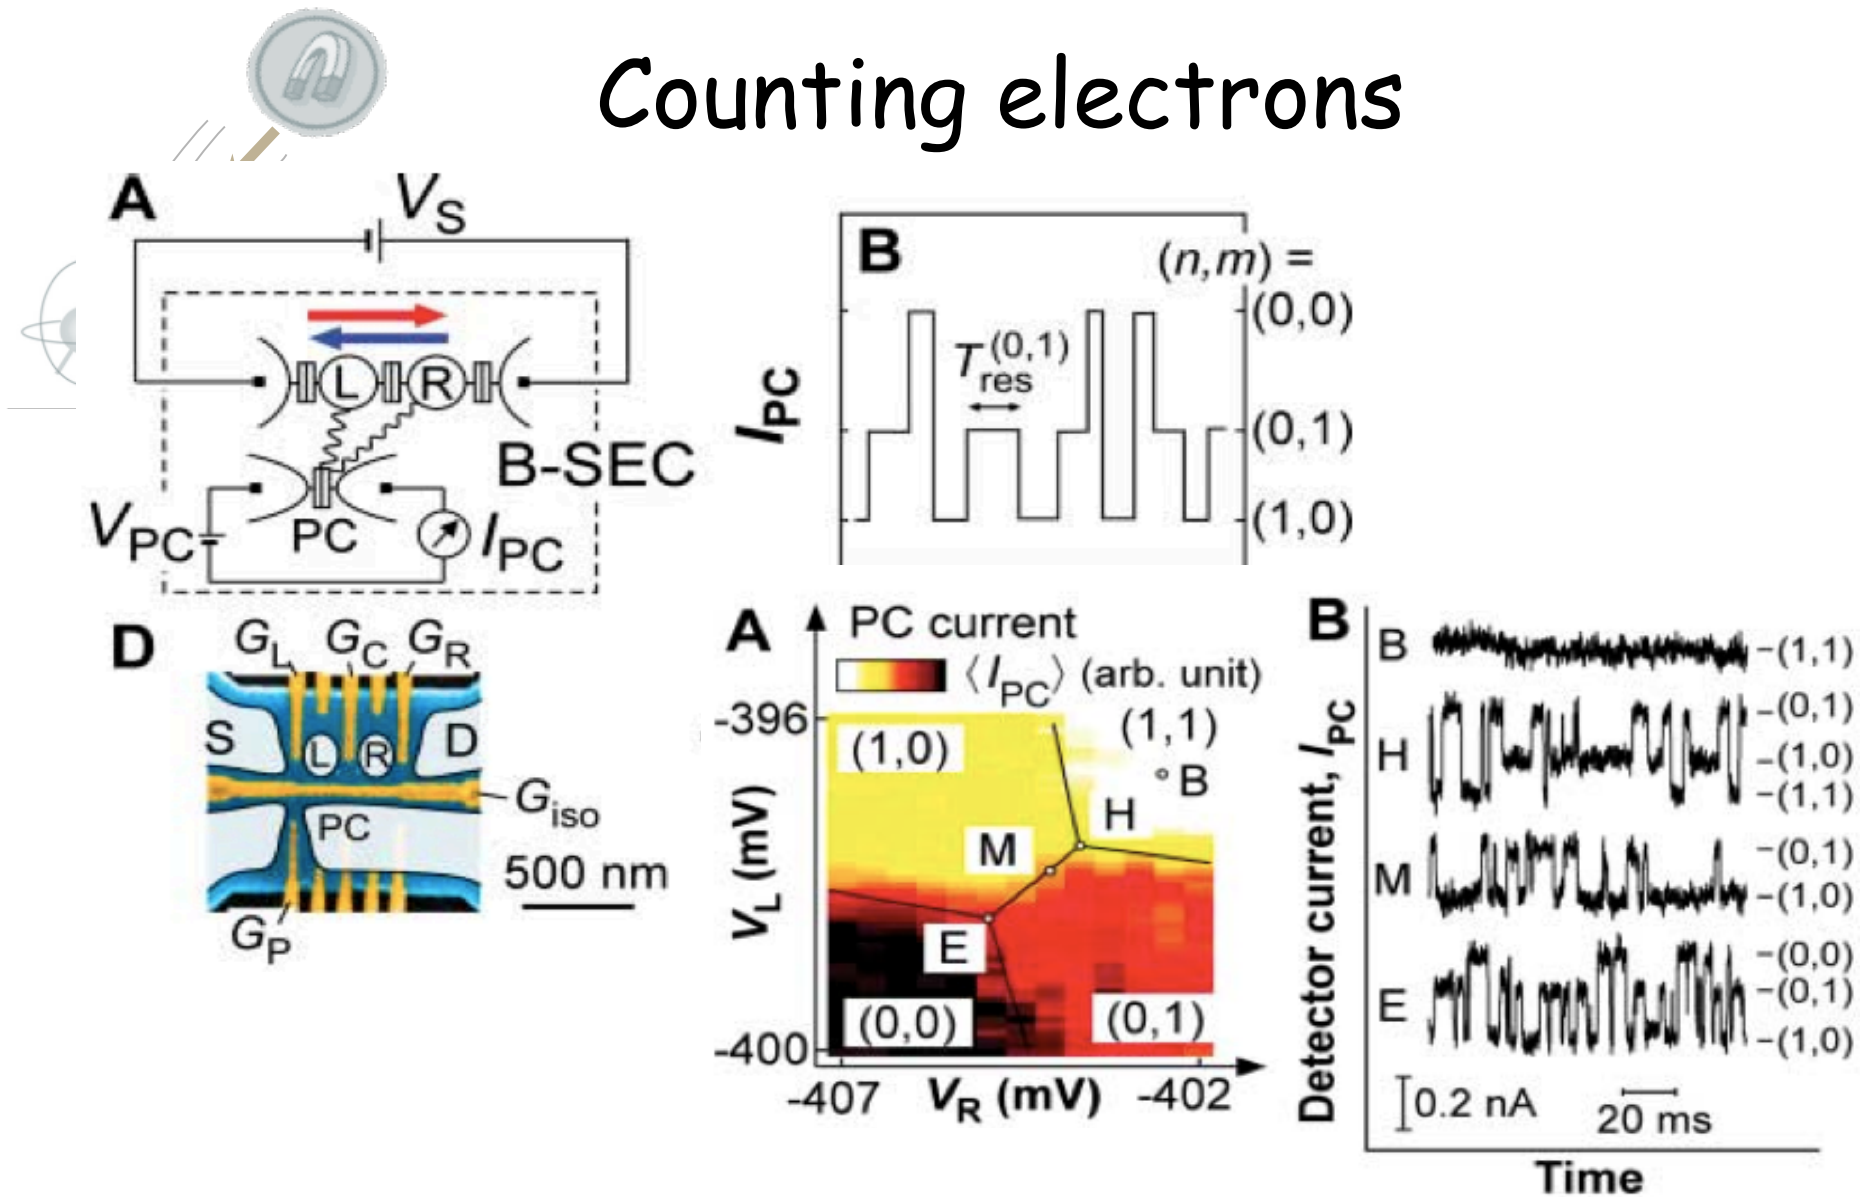 Counting electrons
A
V_S
L
R
B-SEC
V_PC
PC
I_PC
B
(n,m) =
(0,0)
T_res^(0,1)
(0,1)
(1,0)
I_PC
D
G_L G_C G_R
S
L
R
D
G_iso
PC
500 nm
G_P
A
PC current
⟨I_PC⟩ (arb. unit)
-396
(1,0)
(1,1)
B
H
M
E
(0,0)
(0,1)
-400
V_L (mV)
-407
V_R (mV)
-402
B
Detector current, I_PC
B
(1,1)
H
(0,1)
(1,0)
(1,1)
M
(0,1)
(1,0)
E
(0,0)
(0,1)
(1,0)
0.2 nA
20 ms
Time